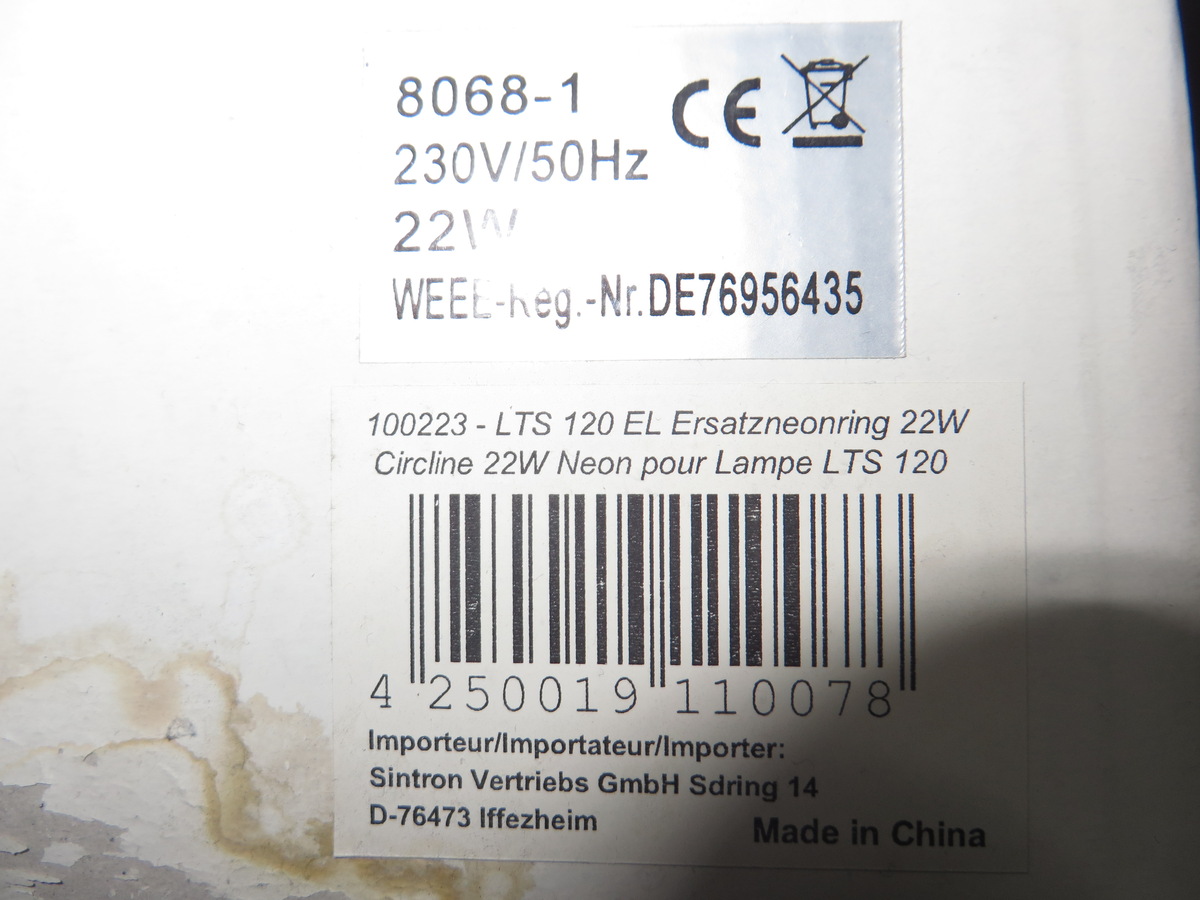 8068-1
CE
230V/50Hz
22W
WEEE-Reg.-Nr.DE76956435
100223 - LTS 120 EL Ersatzneonring 22W
Circline 22W Neon pour Lampe LTS 120
4 250019 110078
Importeur/Importateur/Importer:
Sintron Vertriebs GmbH Sdring 14
D-76473 Iffezheim
Made in China